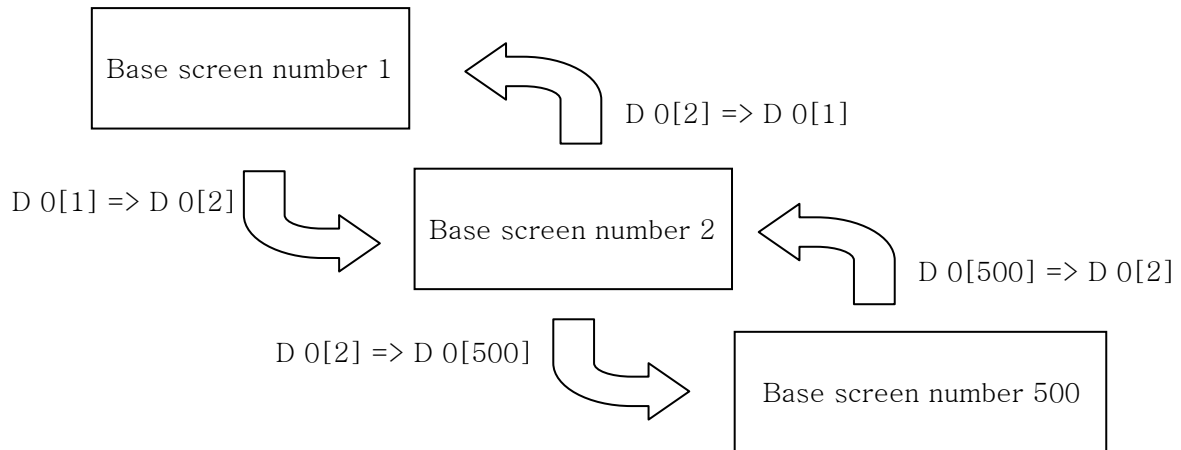 Base screen number 1
D 0[2] => D 0[1]
D 0[1] => D 0[2]
Base screen number 2
D 0[500] => D 0[2]
D 0[2] => D 0[500]
Base screen number 500